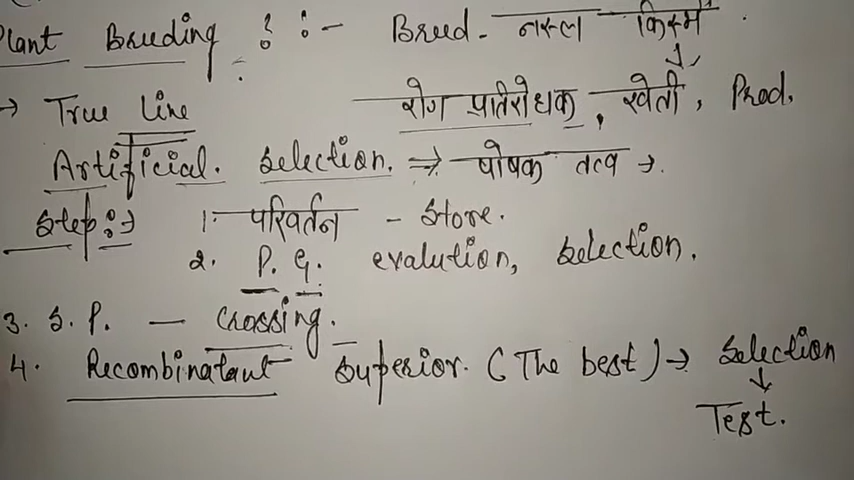 Plant Breeding :- Breed - नस्ल किस्में
↓
→ True line रोग प्रतिरोधक, खेती, Prod.
Artificial. Selection. ⇒ पोषक तत्व →.
Step :→ 1. परिवर्तन - Store.
2. P. G. evalution, selection.
3. S. P. — Crossing.
4. Recombinatant Superior. (The best) → Selection
↓
Test.